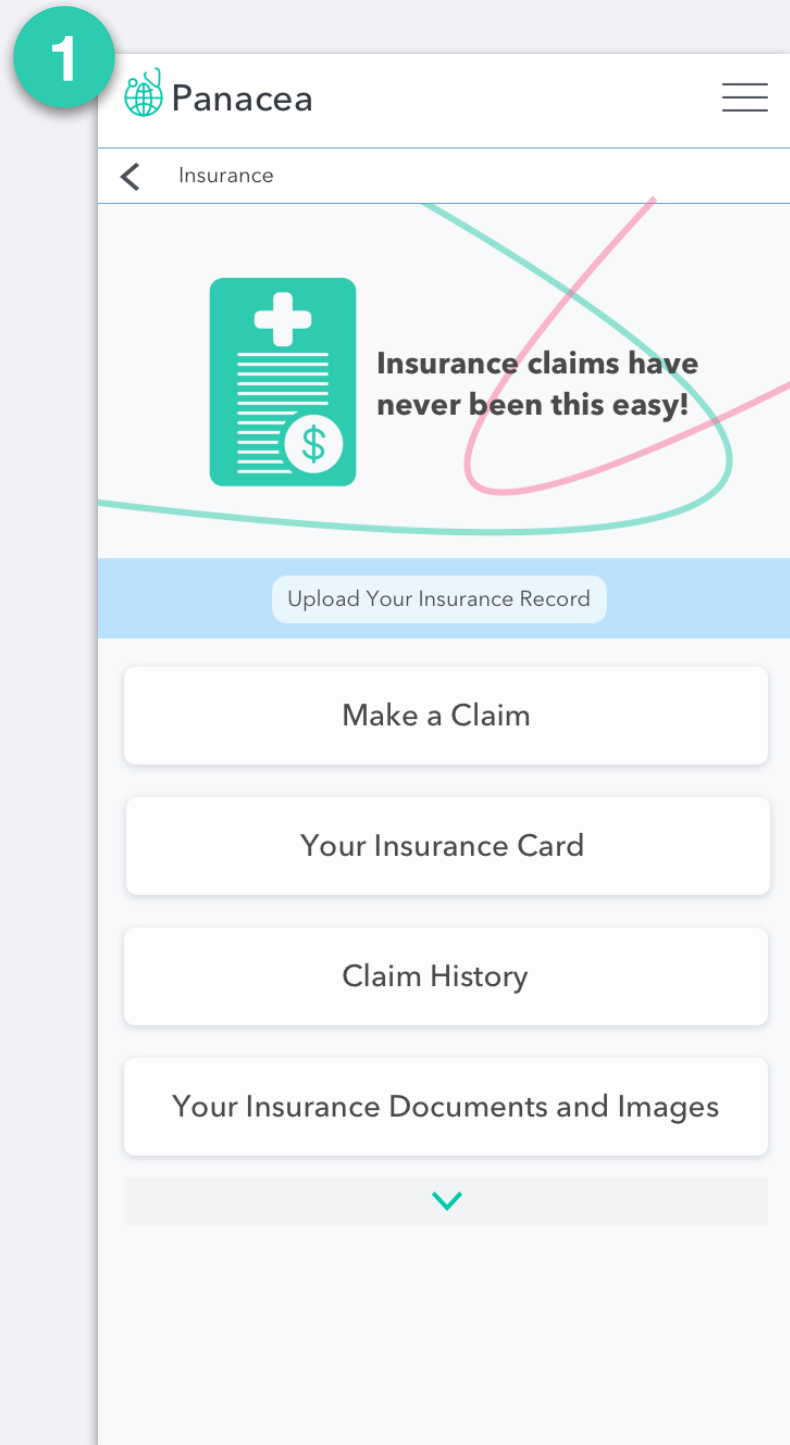 1
Panacea
Insurance
Insurance claims have
never been this easy!
$
Upload Your Insurance Record
Make a Claim
Your Insurance Card
Claim History
Your Insurance Documents and Images